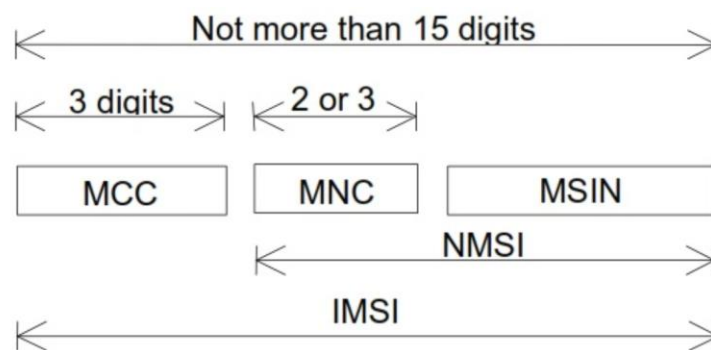 Not more than 15 digits
3 digits 2 or 3
MCC MNC MSIN
NMSI
IMSI